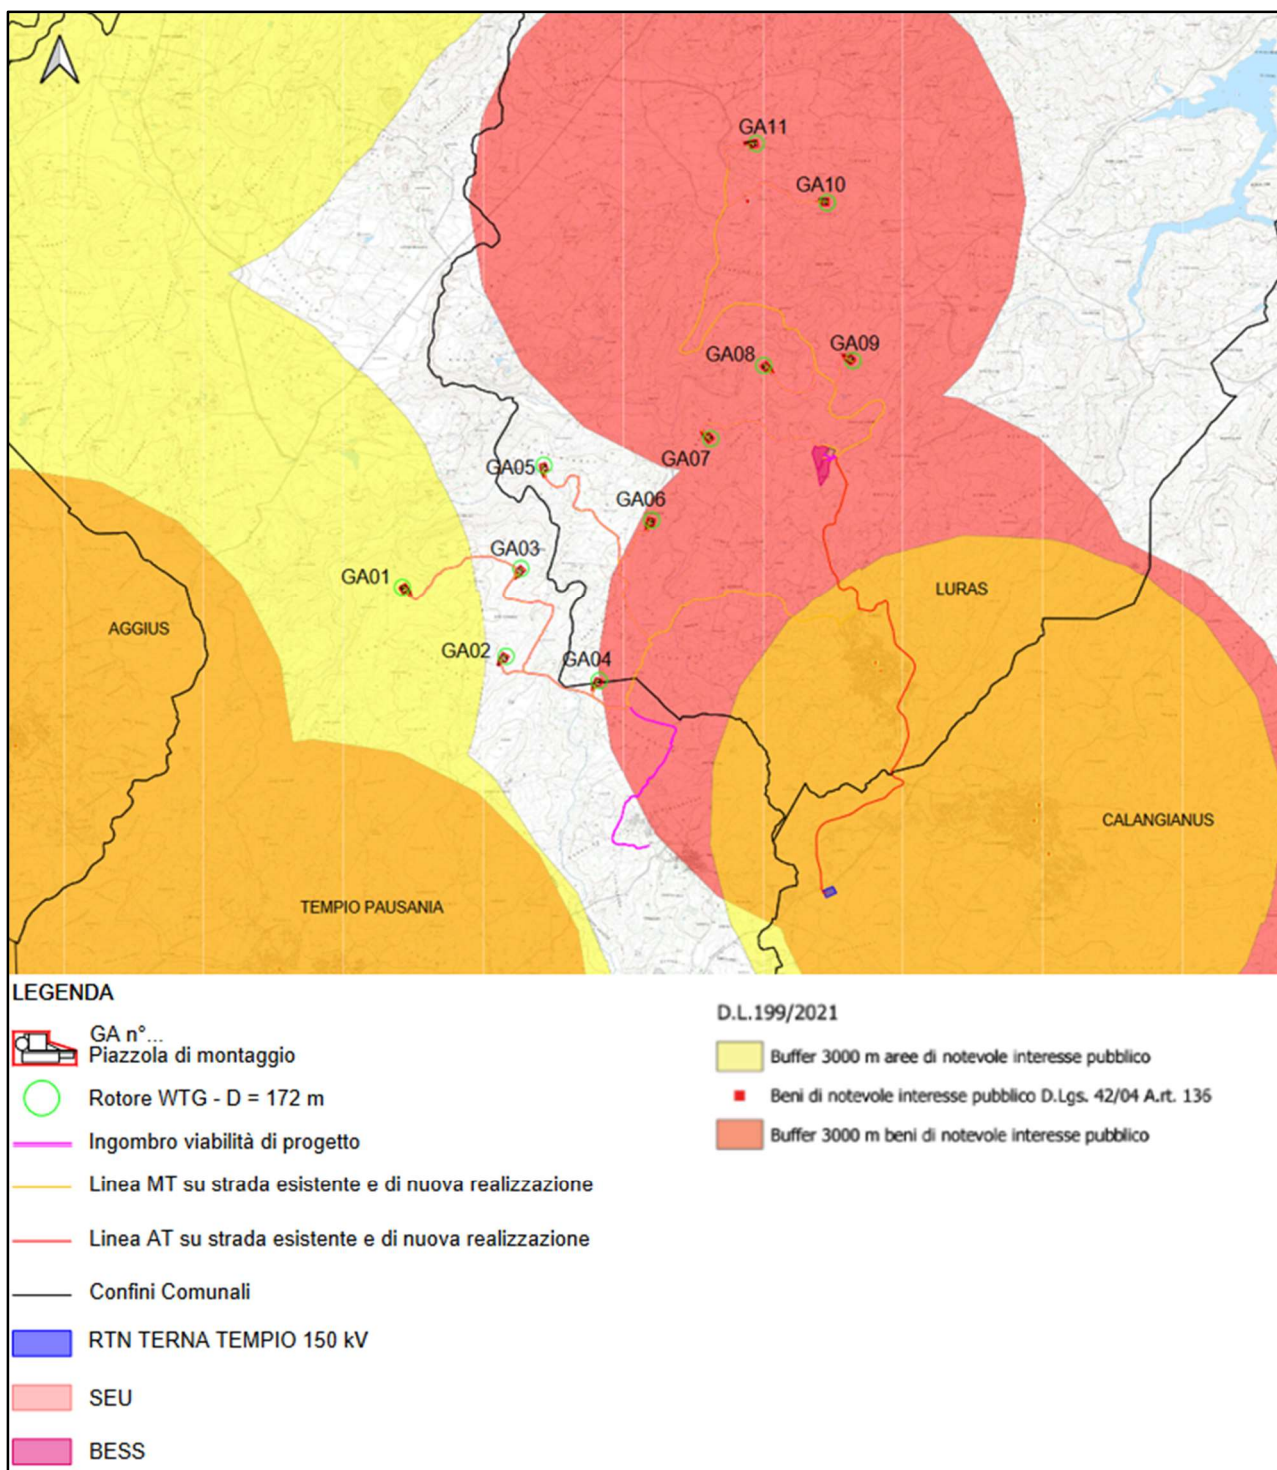 GA11
GA10
GA09
GA08
GA07
GA05
GA06
GA03
GA01
LURAS
AGGIUS
GA02
GA04
CALANGIANUS
TEMPIO PAUSANIA
LEGENDA
GA n°...
Piazzola di montaggio
Rotore WTG - D = 172 m
Ingombro viabilità di progetto
Linea MT su strada esistente e di nuova realizzazione
Linea AT su strada esistente e di nuova realizzazione
Confini Comunali
RTN TERNA TEMPIO 150 kV
SEU
BESS
D.L.199/2021
Buffer 3000 m aree di notevole interesse pubblico
Beni di notevole interesse pubblico D.Lgs. 42/04 A.rt. 136
Buffer 3000 m beni di notevole interesse pubblico